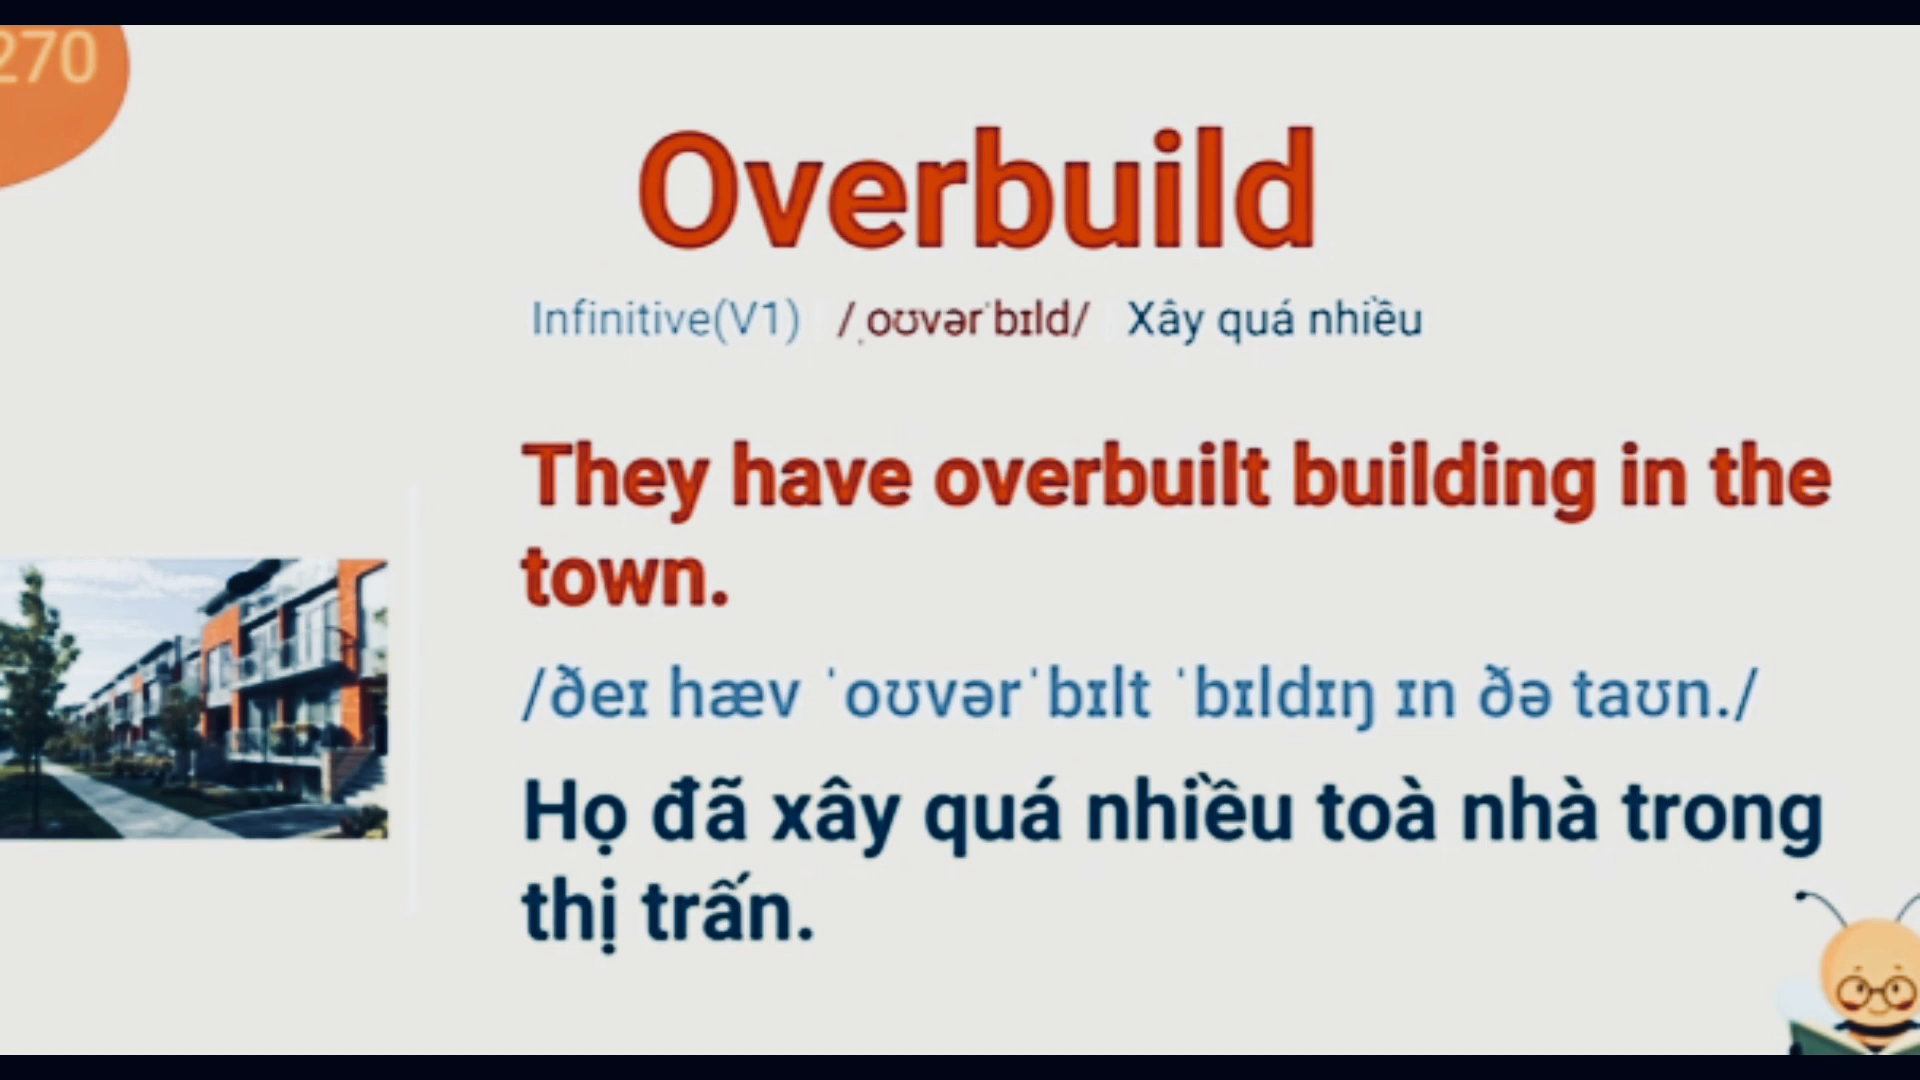 270
Overbuild
Infinitive(V1) /ˌoʊvərˈbɪld/ Xây quá nhiều
They have overbuilt building in the
town.
/ðeɪ hæv ˈoʊvərˈbɪlt ˈbɪldɪŋ ɪn ðə taʊn./
Họ đã xây quá nhiều toà nhà trong
thị trấn.